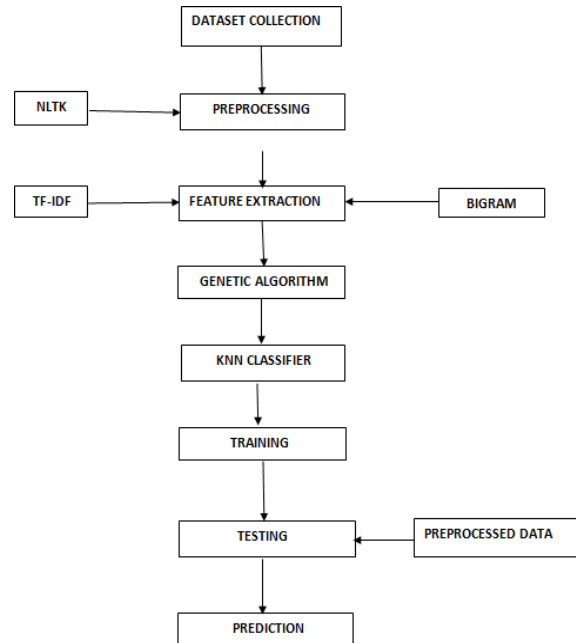 DATASET COLLECTION
NLTK
PREPROCESSING
TF-IDF
FEATURE EXTRACTION
BIGRAM
GENETIC ALGORITHM
KNN CLASSIFIER
TRAINING
TESTING
PREPROCESSED DATA
PREDICTION